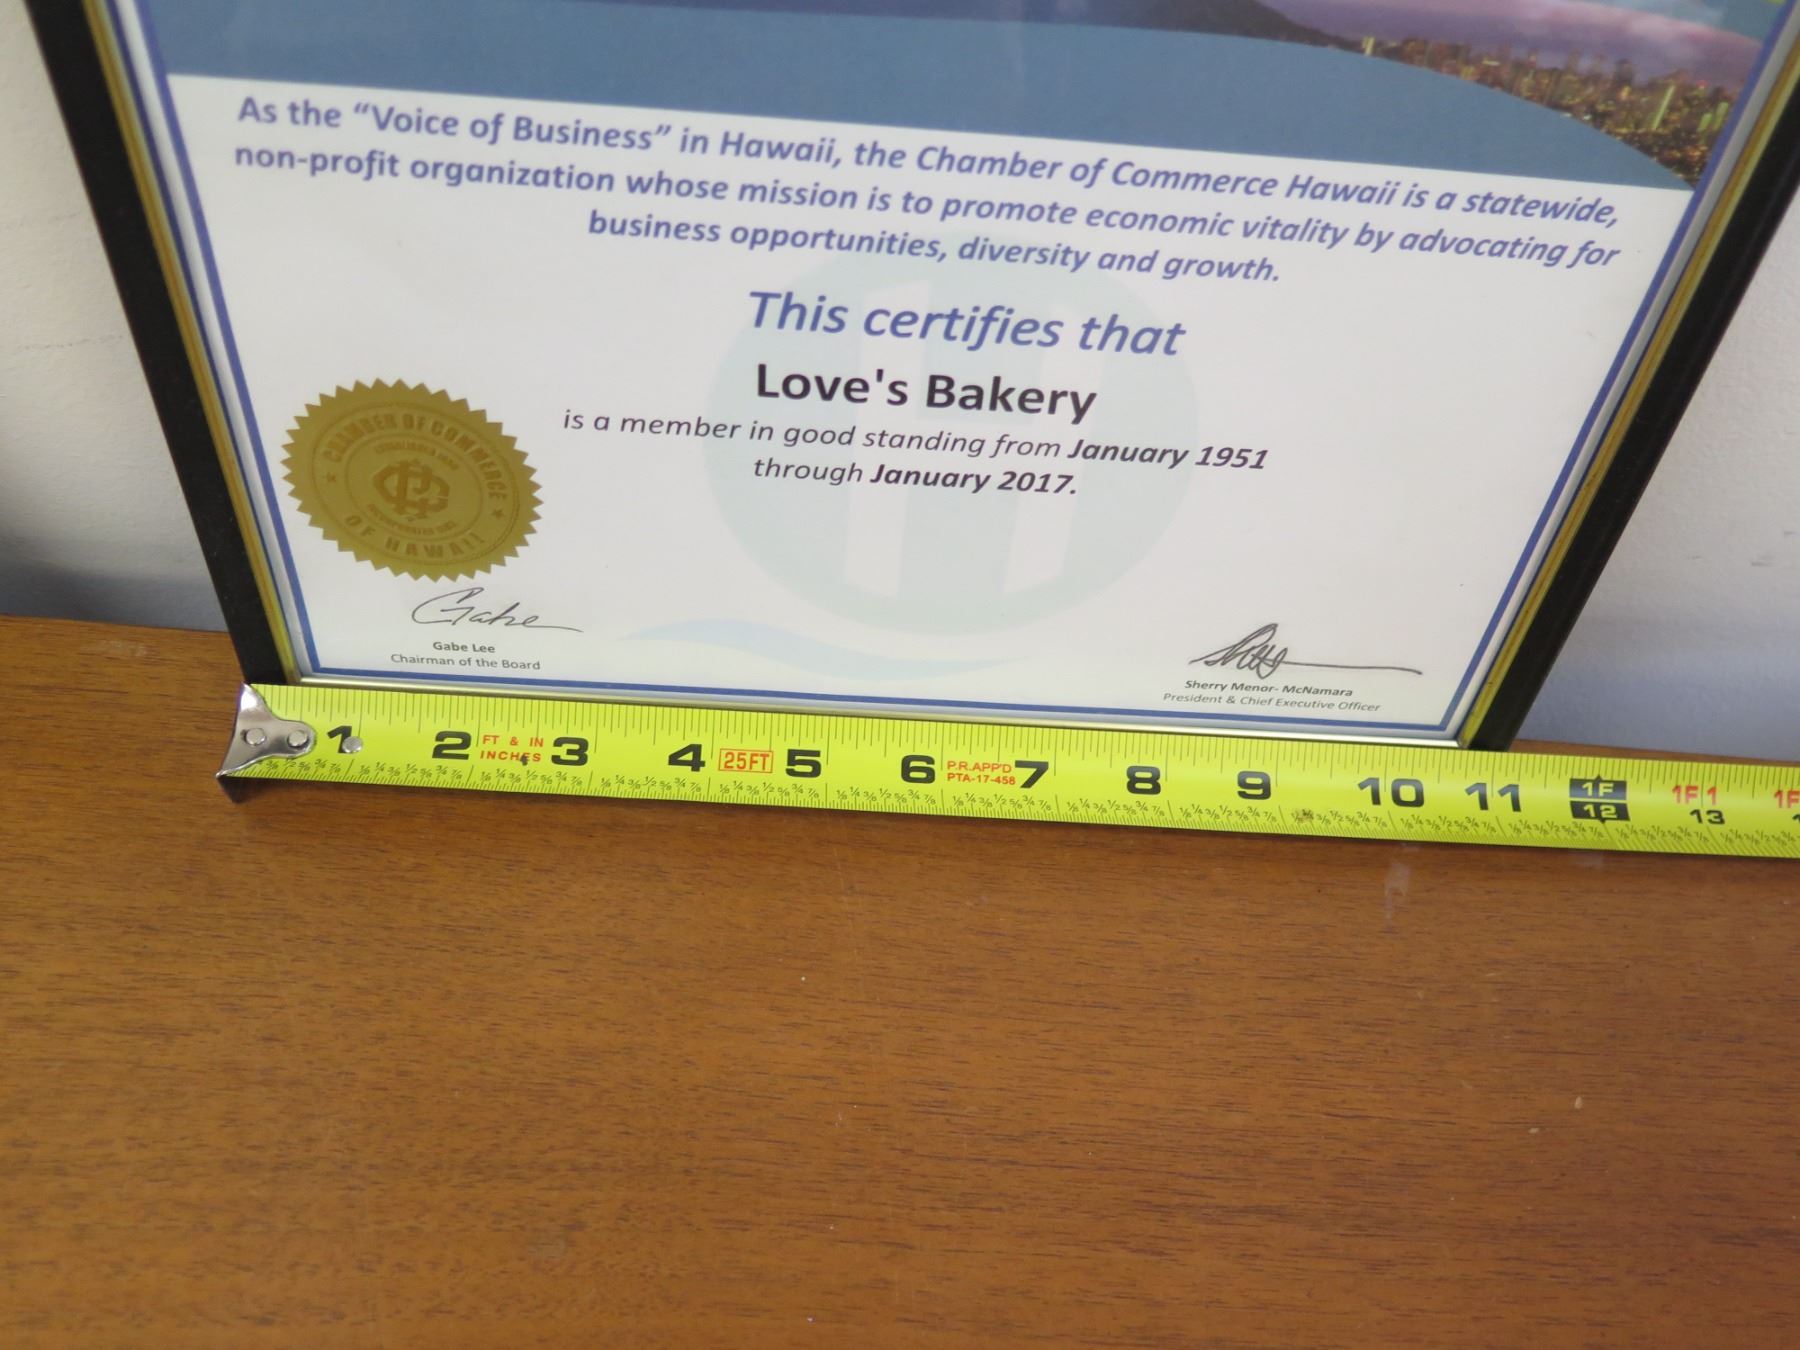 As the “Voice of Business” in Hawaii, the Chamber of Commerce Hawaii is a statewide,
non-profit organization whose mission is to promote economic vitality by advocating for
business opportunities, diversity and growth.
This certifies that
Love's Bakery
is a member in good standing from January 1951
through January 2017.
CHAMBER OF COMMERCE
OF HAWAII
Gabe Lee
Chairman of the Board
Sherry Menor- McNamara
President & Chief Executive Officer
1 2 FT & IN INCHES 3 4 25FT 5 6 P.R.APP'D PTA-17-458 7 8 9 10 11 1F 12 1F1 13 1F